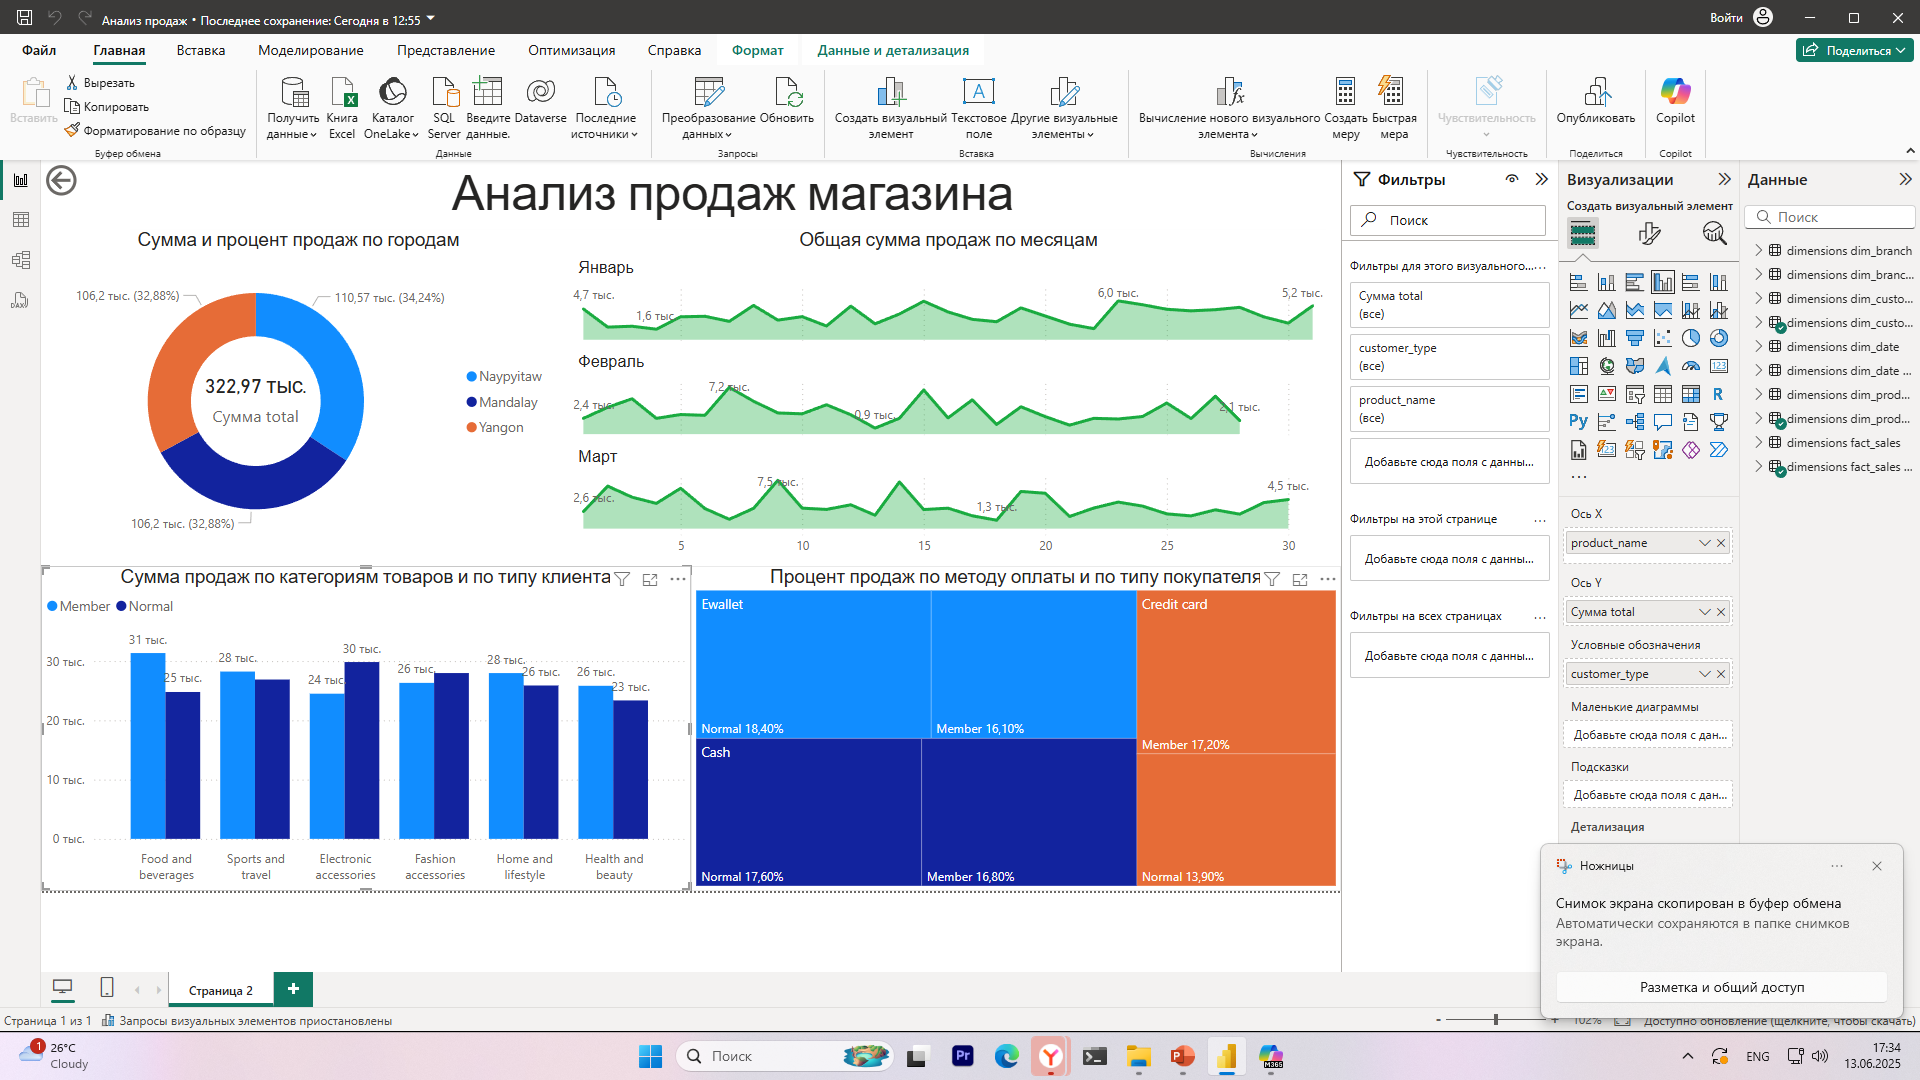 Анализ продаж • Последнее сохранение: Сегодня в 12:55
Войти
Файл
Главная
Вставка
Моделирование
Представление
Оптимизация
Справка
Формат
Данные и детализация
Поделиться
Вставить
Вырезать
Копировать
Форматирование по образцу
Буфер обмена
Получить данные
Книга Excel
Каталог OneLake
SQL Server
Введите данные.
Dataverse
Последние источники
Данные
Преобразование данных
Обновить
Запросы
Создать визуальный элемент
Текстовое поле
Другие визуальные элементы
Вставка
Вычисление нового визуального элемента
Создать меру
Быстрая мера
Вычисления
Чувствительность
Чувствительность
Опубликовать
Поделиться
Copilot
Copilot
Анализ продаж магазина
Сумма и процент продаж по городам
106,2 тыс. (32,88%)
110,57 тыс. (34,24%)
322,97 тыс.
Сумма total
106,2 тыс. (32,88%)
Naypyitaw
Mandalay
Yangon
Общая сумма продаж по месяцам
Январь
4,7 тыс.
1,6 тыс.
6,0 тыс.
5,2 тыс.
Февраль
2,4 тыс.
7,2 тыс.
0,9 тыс.
2,1 тыс.
Март
2,6 тыс.
7,5 тыс.
1,3 тыс.
4,5 тыс.
5 10 15 20 25 30
Сумма продаж по категориям товаров и по типу клиента
Member Normal
30 тыс.
20 тыс.
10 тыс.
0 тыс.
31 тыс.
25 тыс.
28 тыс.
24 тыс.
30 тыс.
26 тыс.
28 тыс.
26 тыс.
26 тыс.
23 тыс.
Food and beverages
Sports and travel
Electronic accessories
Fashion accessories
Home and lifestyle
Health and beauty
Процент продаж по методу оплаты и по типу покупателя
Ewallet
Normal 18,40%
Member 16,10%
Cash
Normal 17,60%
Member 16,80%
Credit card
Member 17,20%
Normal 13,90%
Фильтры
Поиск
Фильтры для этого визуального...
Сумма total
(все)
customer_type
(все)
product_name
(все)
Добавьте сюда поля с данны...
Фильтры на этой странице
Добавьте сюда поля с данны...
Фильтры на всех страницах
Добавьте сюда поля с данны...
Визуализации
Создать визуальный элемент
R
Py
123
Ось X
product_name
Ось Y
Сумма total
Условные обозначения
customer_type
Маленькие диаграммы
Добавьте сюда поля с дан...
Подсказки
Добавьте сюда поля с дан...
Детализация
Данные
Поиск
dimensions dim_branch
dimensions dim_branc...
dimensions dim_custo...
dimensions dim_custo...
dimensions dim_date
dimensions dim_date ...
dimensions dim_prod...
dimensions dim_prod...
dimensions fact_sales
dimensions fact_sales ...
Ножницы
Снимок экрана скопирован в буфер обмена
Автоматически сохраняются в папке снимков экрана.
Разметка и общий доступ
Страница 2
Страница 1 из 1
Запросы визуальных элементов приостановлены
102%
Доступно обновление (щелкните, чтобы скачать)
1
26°C
Cloudy
Поиск
Pr
M365
ENG
17:34
13.06.2025